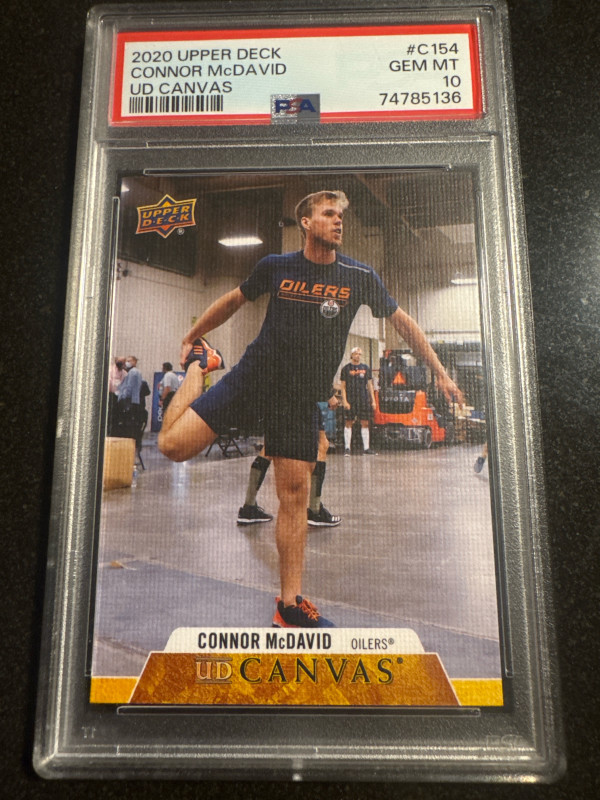 2020 UPPER DECK #C154
CONNOR McDAVID GEM MT
UD CANVAS 10
74785136
PSA
UPPER
D·E·C·K
®
OILERS
CONNOR McDAVID OILERS®
UD CANVAS®